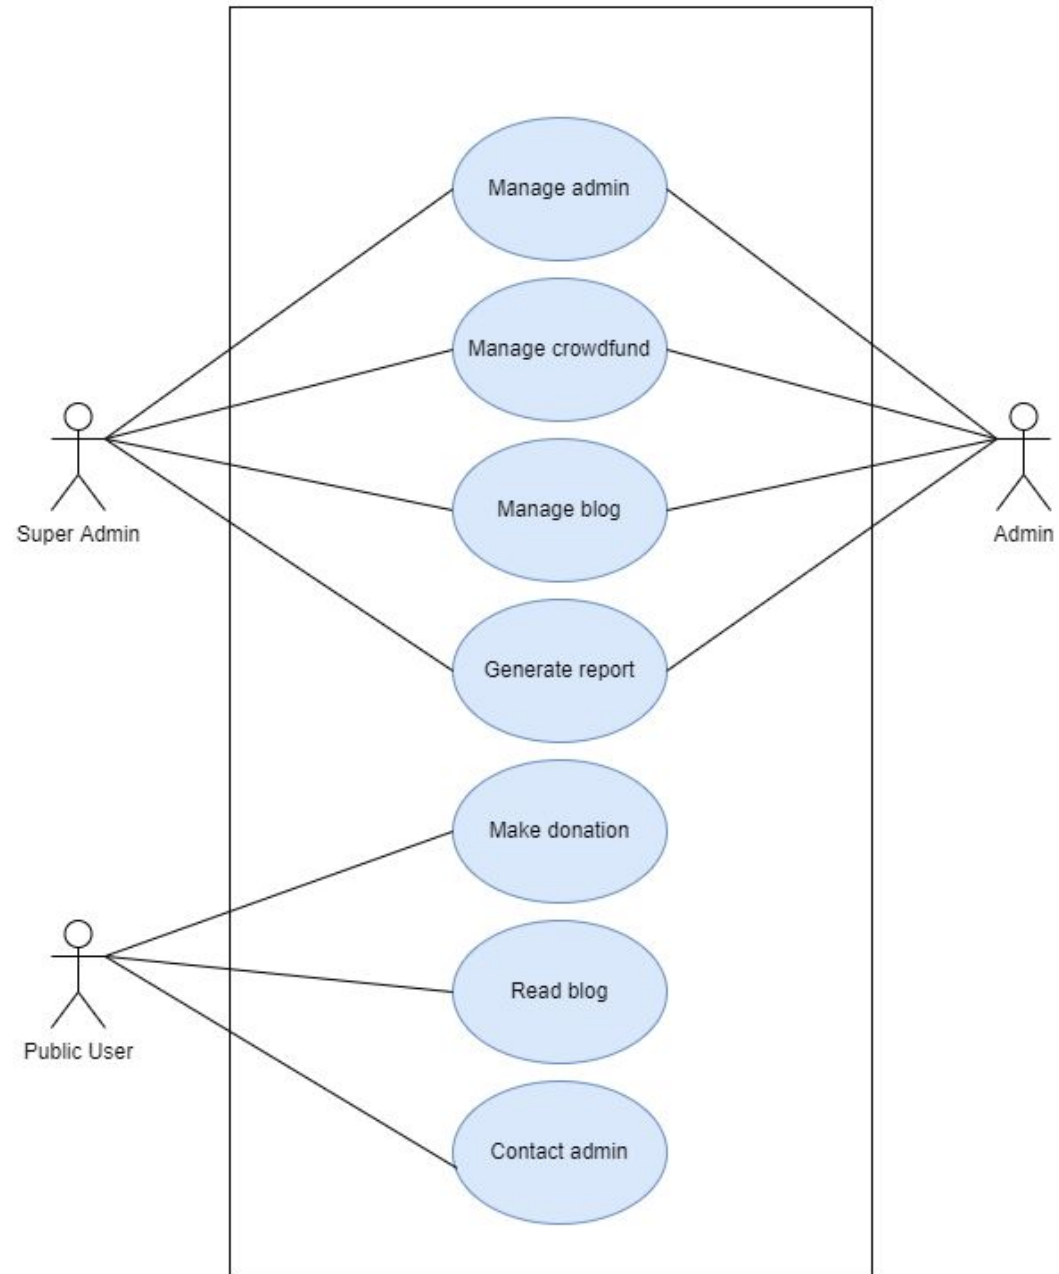 Manage admin
Manage crowdfund
Manage blog
Super Admin
Admin
Generate report
Make donation
Read blog
Public User
Contact admin